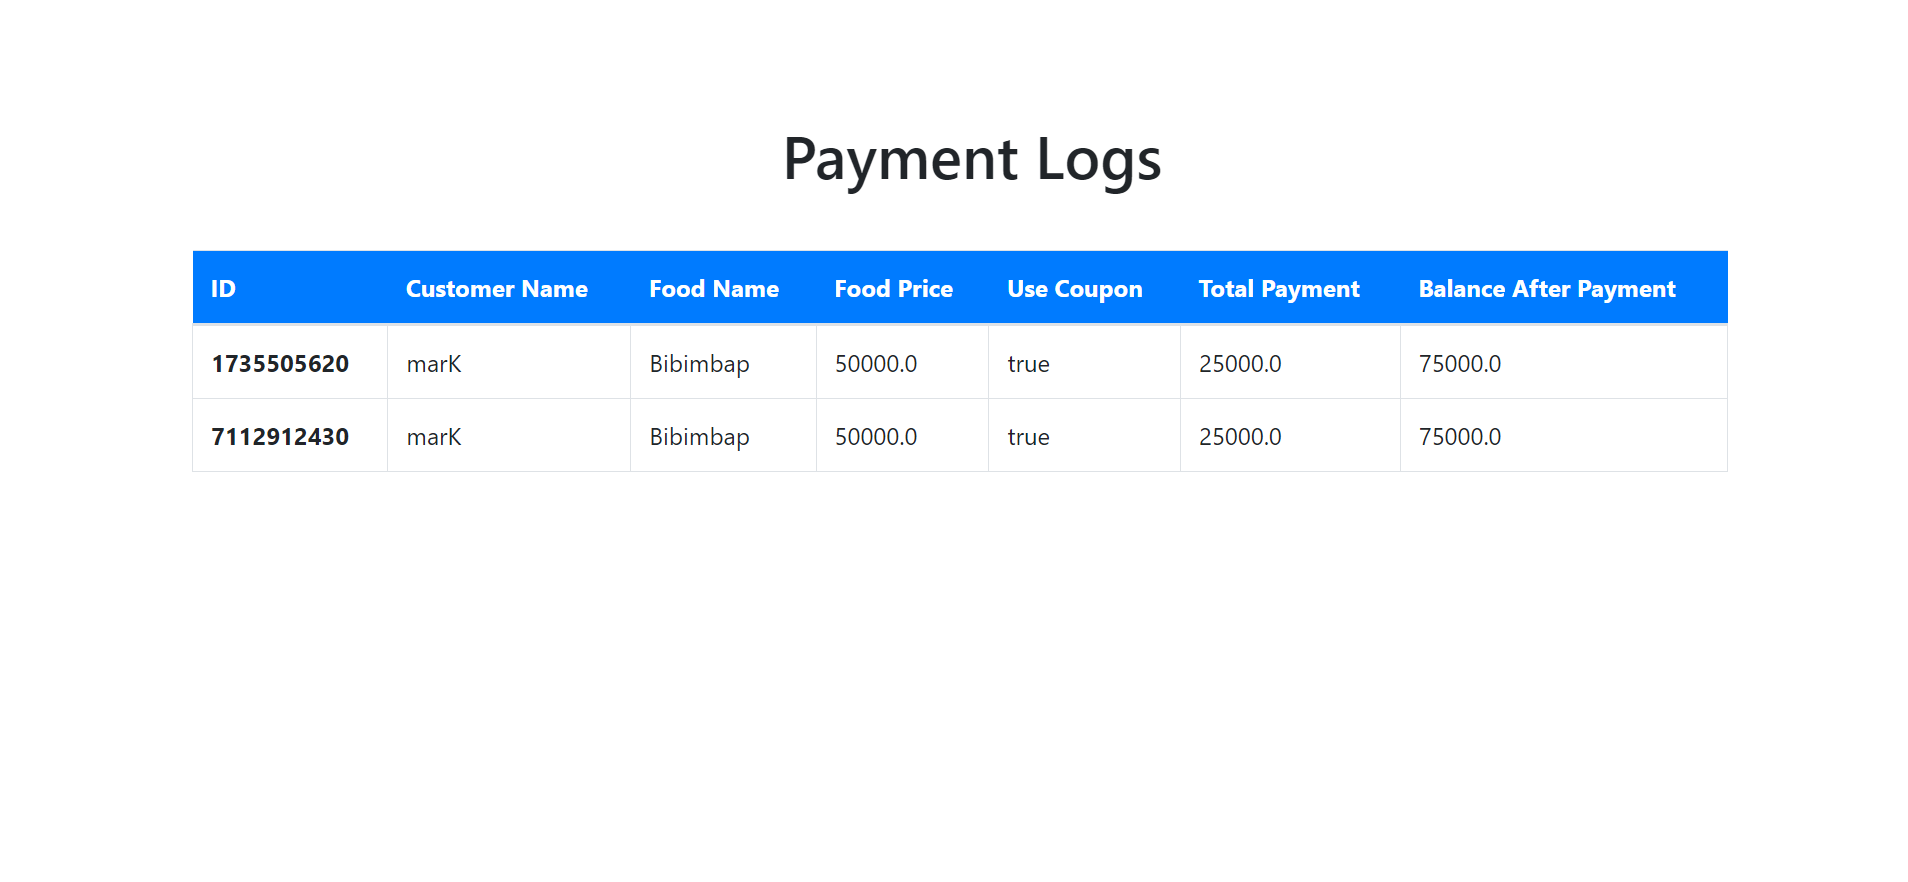 Payment Logs
ID Customer Name Food Name Food Price Use Coupon Total Payment Balance After Payment
1735505620 marK Bibimbap 50000.0 true 25000.0 75000.0
7112912430 marK Bibimbap 50000.0 true 25000.0 75000.0